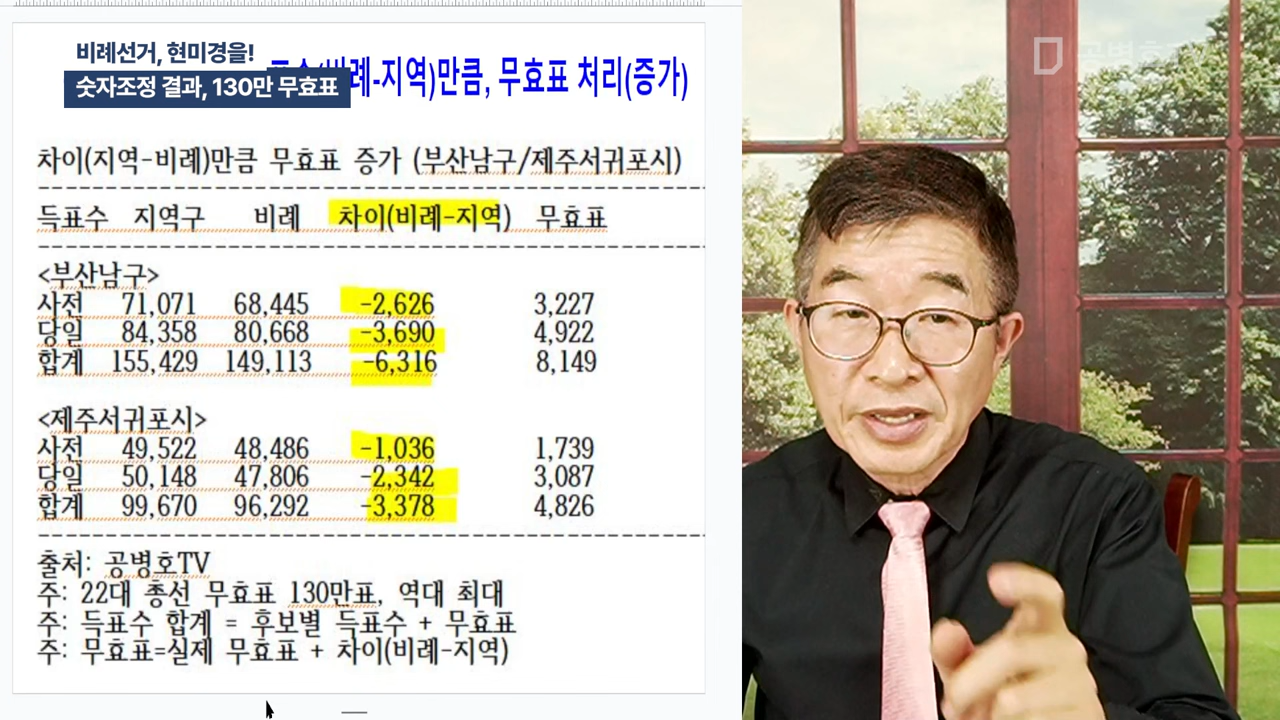 비례선거, 현미경을!
숫자조정 결과, 130만 무효표
비례-지역)만큼, 무효표 처리(증가)
공병호
차이(지역-비례)만큼 무효표 증가 (부산남구/제주서귀포시)
득표수 지역구 비례 차이(비례-지역) 무효표
<부산남구>
사전 71,071 68,445 -2,626 3,227
당일 84,358 80,668 -3,690 4,922
합계 155,429 149,113 -6,316 8,149
<제주서귀포시>
사전 49,522 48,486 -1,036 1,739
당일 50,148 47,806 -2,342 3,087
합계 99,670 96,292 -3,378 4,826
출처: 공병호TV
주: 22대 총선 무효표 130만표, 역대 최대
주: 득표수 합계 = 후보별 득표수 + 무효표
주: 무효표=실제 무효표 + 차이(비례-지역)